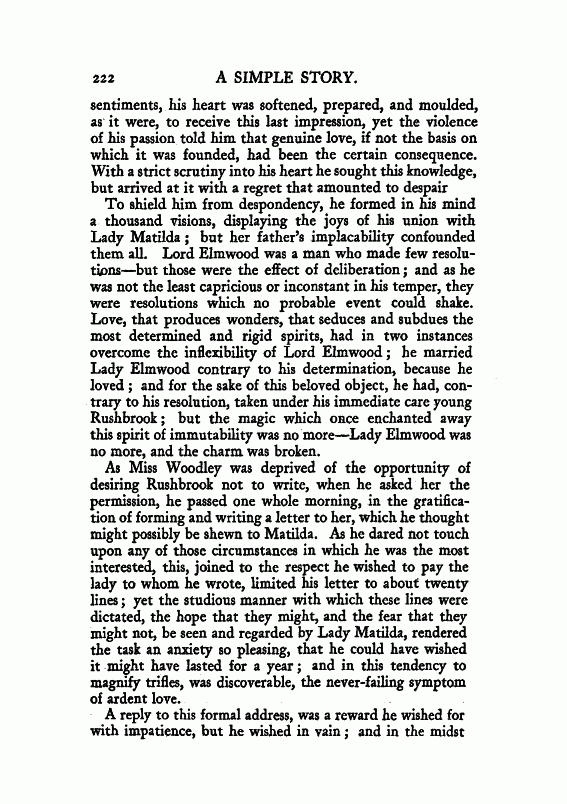 222 A SIMPLE STORY.
sentiments, his heart was softened, prepared, and moulded,
as it were, to receive this last impression, yet the violence
of his passion told him that genuine love, if not the basis on
which it was founded, had been the certain consequence.
With a strict scrutiny into his heart he sought this knowledge,
but arrived at it with a regret that amounted to despair
To shield him from despondency, he formed in his mind
a thousand visions, displaying the joys of his union with
Lady Matilda; but her father's implacability confounded
them all. Lord Elmwood was a man who made few resolu-
tions—but those were the effect of deliberation; and as he
was not the least capricious or inconstant in his temper, they
were resolutions which no probable event could shake.
Love, that produces wonders, that seduces and subdues the
most determined and rigid spirits, had in two instances
overcome the inflexibility of Lord Elmwood; he married
Lady Elmwood contrary to his determination, because he
loved; and for the sake of this beloved object, he had, con-
trary to his resolution, taken under his immediate care young
Rushbrook; but the magic which once enchanted away
this spirit of immutability was no more—Lady Elmwood was
no more, and the charm was broken.
As Miss Woodley was deprived of the opportunity of
desiring Rushbrook not to write, when he asked her the
permission, he passed one whole morning, in the gratifica-
tion of forming and writing a letter to her, which he thought
might possibly be shewn to Matilda. As he dared not touch
upon any of those circumstances in which he was the most
interested, this, joined to the respect he wished to pay the
lady to whom he wrote, limited his letter to about twenty
lines; yet the studious manner with which these lines were
dictated, the hope that they might, and the fear that they
might not, be seen and regarded by Lady Matilda, rendered
the task an anxiety so pleasing, that he could have wished
it might have lasted for a year; and in this tendency to
magnify trifles, was discoverable, the never-failing symptom
of ardent love.
A reply to this formal address, was a reward he wished for
with impatience, but he wished in vain; and in the midst